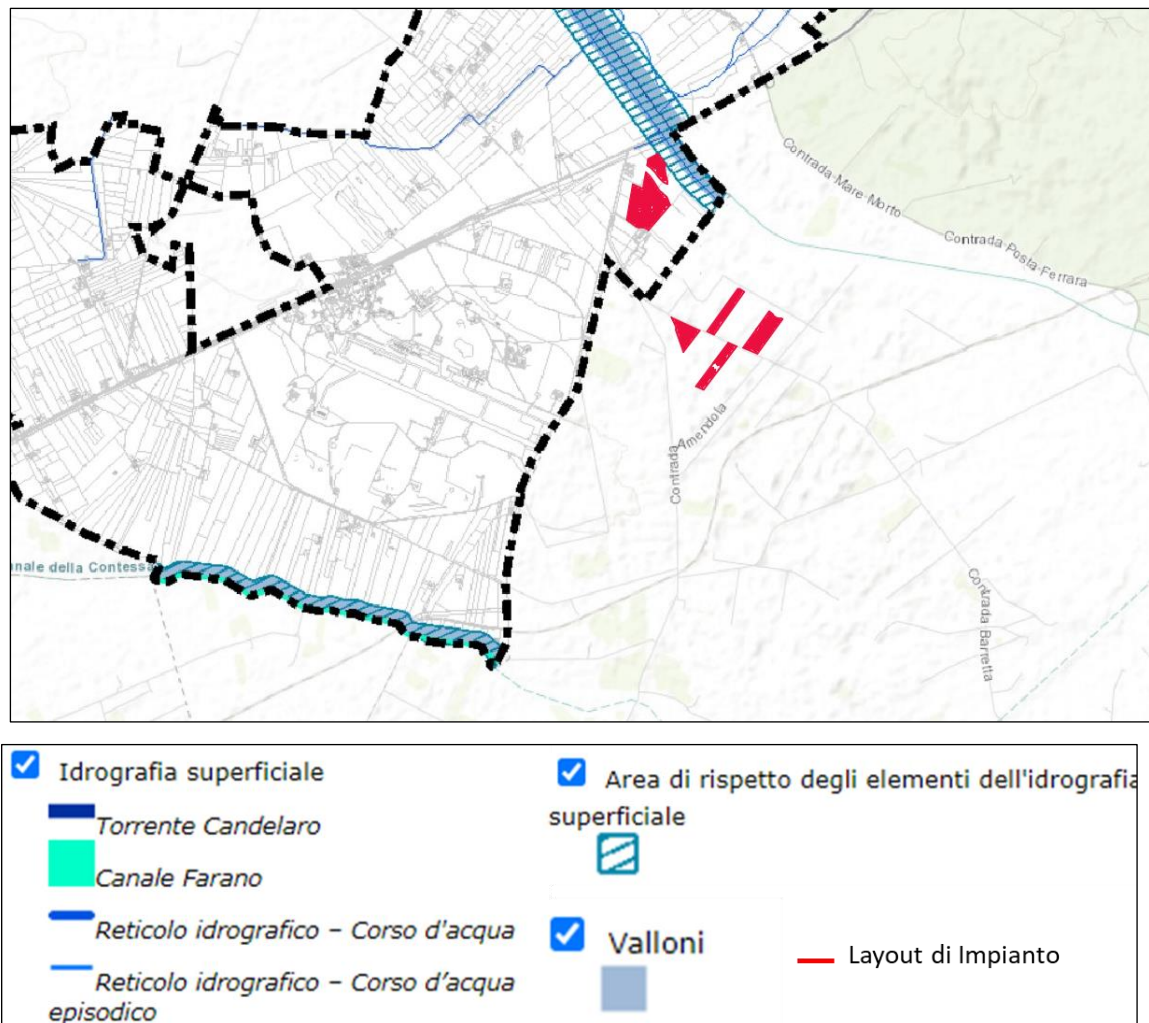 Contrada Mare Morto
Contrada Posta Ferrara
Contrada Amendola
nale della Contessa
Contrada Barretta
Idrografia superficiale
Torrente Candelaro
Canale Farano
Reticolo idrografico – Corso d'acqua
Reticolo idrografico – Corso d’acqua
episodico
Area di rispetto degli elementi dell'idrografia
superficiale
Valloni
Layout di Impianto